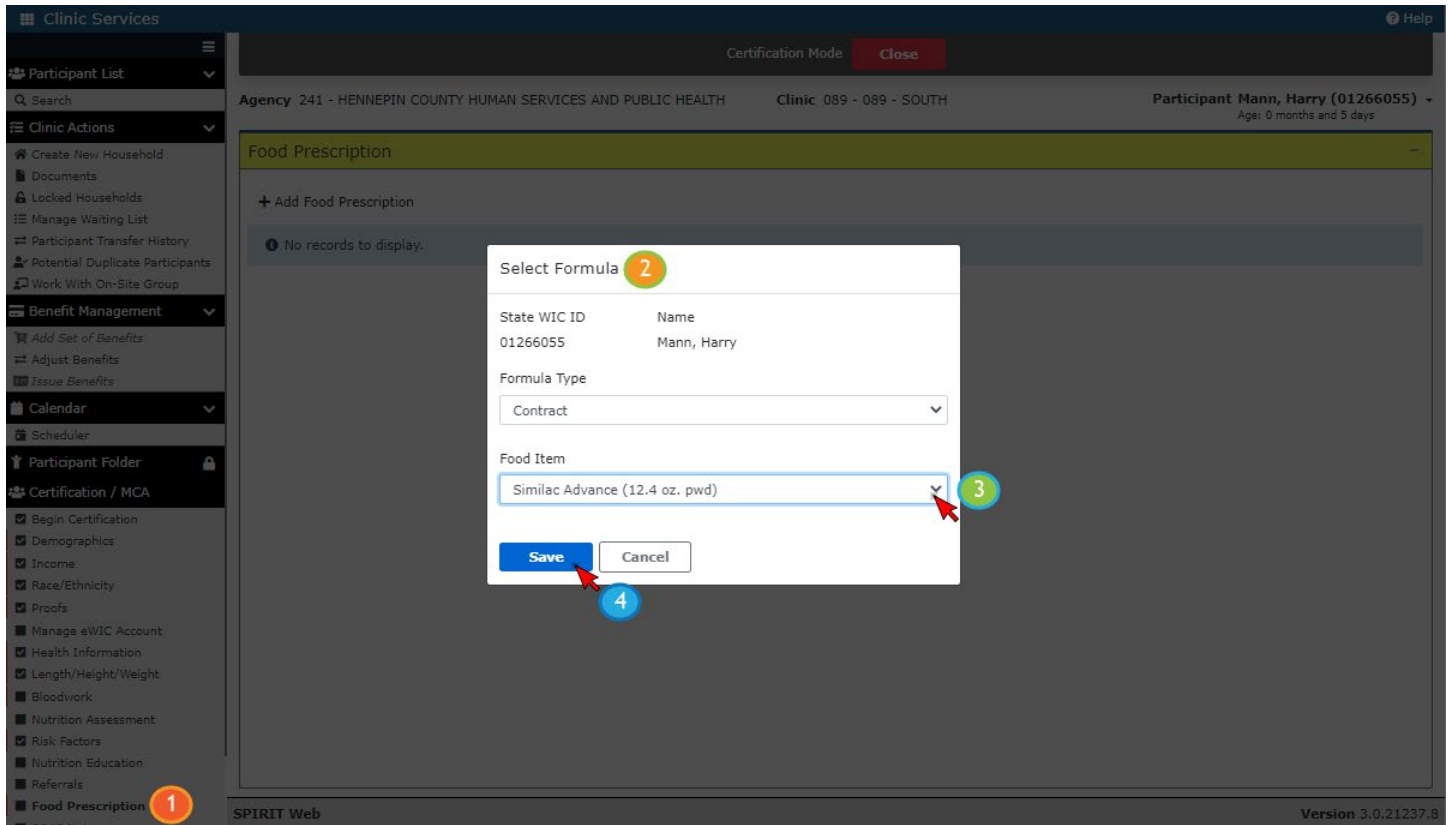 Clinic Services
Help
Participant List
Search
Clinic Actions
Create New Household
Documents
Locked Households
Manage Waiting List
Participant Transfer History
Potential Duplicate Participants
Work With On-Site Group
Benefit Management
Add Set of Benefits
Adjust Benefits
Issue Benefits
Calendar
Scheduler
Participant Folder
Certification / MCA
Begin Certification
Demographics
Income
Race/Ethnicity
Proofs
Manage eWIC Account
Health Information
Length/Height/Weight
Bloodwork
Nutrition Assessment
Risk Factors
Nutrition Education
Referrals
Food Prescription 1
Certification Mode Close
Agency 241 - HENNEPIN COUNTY HUMAN SERVICES AND PUBLIC HEALTH Clinic 089 - 089 - SOUTH Participant Mann, Harry (01266055)
Age: 0 months and 5 days
Food Prescription
+ Add Food Prescription
No records to display.
Select Formula 2
State WIC ID Name
01266055 Mann, Harry
Formula Type
Contract
Food Item
Similac Advance (12.4 oz. pwd) 3
Save Cancel
4
SPIRIT Web Version 3.0.21237.8